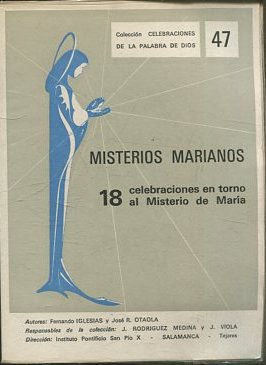 Colección CELEBRACIONES
DE LA PALABRA DE DIOS
47
MISTERIOS MARIANOS
18 celebraciones en torno
al Misterio de María
Autores: Fernando IGLESIAS y José R. OTAOLA
Responsables de la colección: J. RODRIGUEZ MEDINA y J. VIOLA
Dirección: Instituto Pontificio San Pío X - SALAMANCA - Tejares